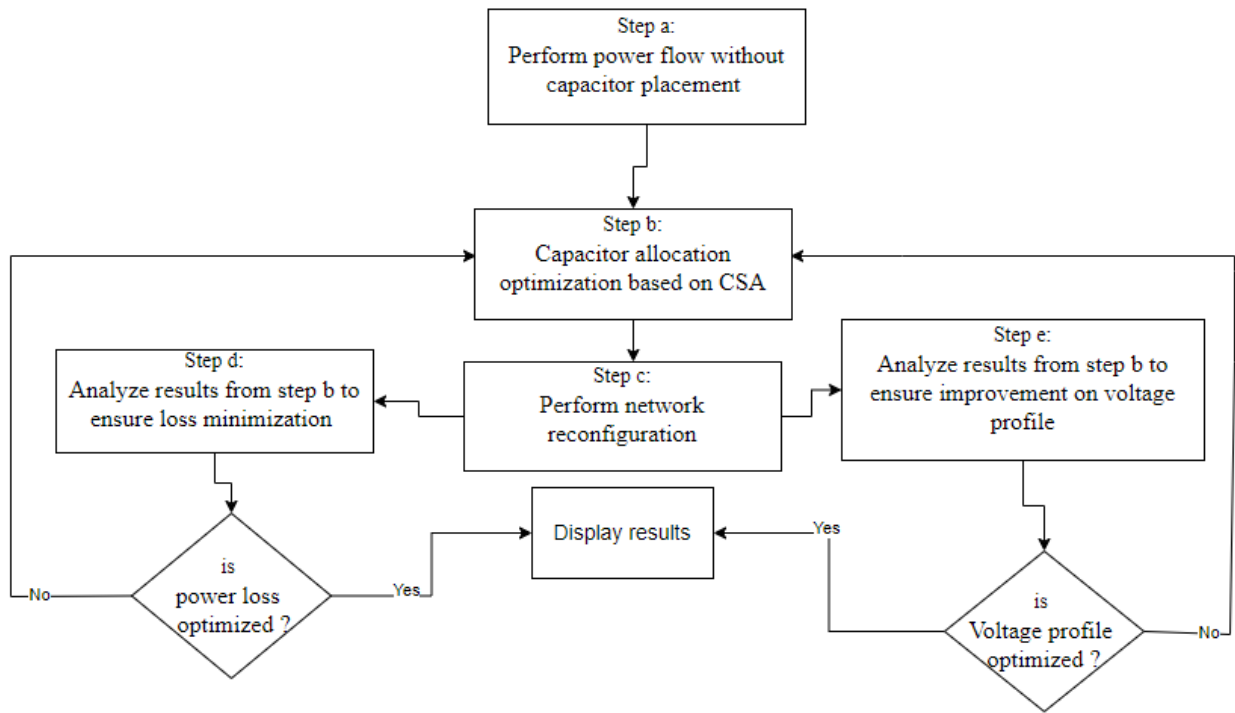 Step a:
Perform power flow without
capacitor placement
Step b:
Capacitor allocation
optimization based on CSA
Step c:
Perform network
reconfiguration
Step d:
Analyze results from step b to
ensure loss minimization
Step e:
Analyze results from step b to
ensure improvement on voltage
profile
Display results
is
power loss
optimized ?
No
Yes
is
Voltage profile
optimized ?
Yes
No